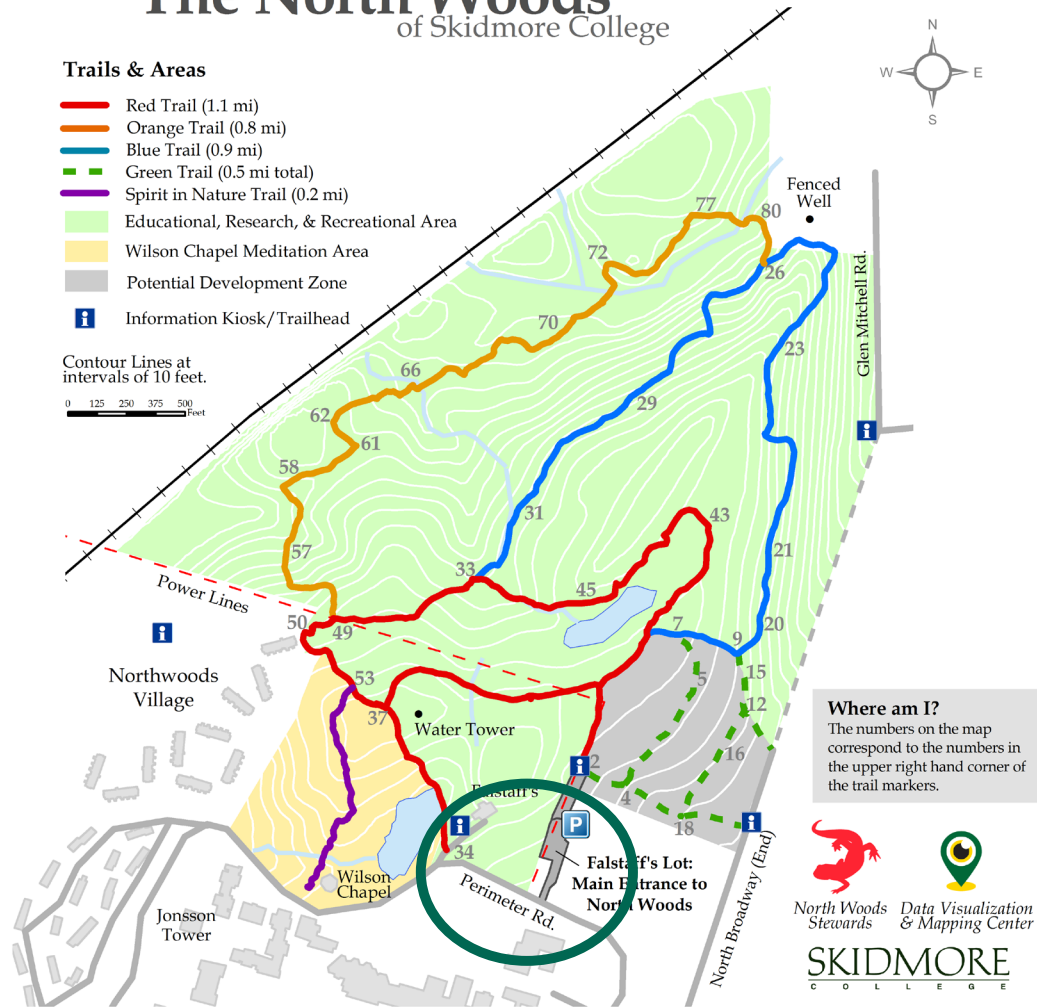 The North Woods
of Skidmore College
Trails & Areas
Red Trail (1.1 mi)
Orange Trail (0.8 mi)
Blue Trail (0.9 mi)
Green Trail (0.5 mi total)
Spirit in Nature Trail (0.2 mi)
Educational, Research, & Recreational Area
Wilson Chapel Meditation Area
Potential Development Zone
i
Information Kiosk/Trailhead
Contour Lines at
intervals of 10 feet.
0 125 250 375 500
Feet
N
W E
S
Fenced
Well
77
80
72
26
70
23
Glen Mitchell Rd.
66
29
62
61
i
58
31
43
57
21
33
45
Power Lines
50
49
7
9
20
i
Northwoods
Village
53
5
15
37
12
Water Tower
16
i
2
Falstaff's
4
18
P
i
i
34
Falstaff's Lot:
Main Entrance to
North Woods
Wilson
Chapel
Perimeter Rd.
Jonsson
Tower
North Broadway (End)
Where am I?
The numbers on the map
correspond to the numbers in
the upper right hand corner of
the trail markers.
North Woods
Stewards
Data Visualization
& Mapping Center
SKIDMORE
COLLEGE